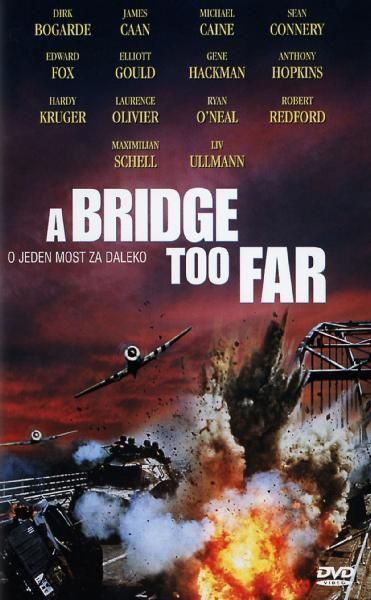 DIRK JAMES MICHAEL SEAN
BOGARDE CAAN CAINE CONNERY
EDWARD ELLIOTT GENE ANTHONY
FOX GOULD HACKMAN HOPKINS
HARDY LAURENCE RYAN ROBERT
KRUGER OLIVIER O'NEAL REDFORD
MAXIMILIAN LIV
SCHELL ULLMANN
A BRIDGE
O JEDEN MOST ZA DALEKO
TOO FAR
DVD
VIDEO